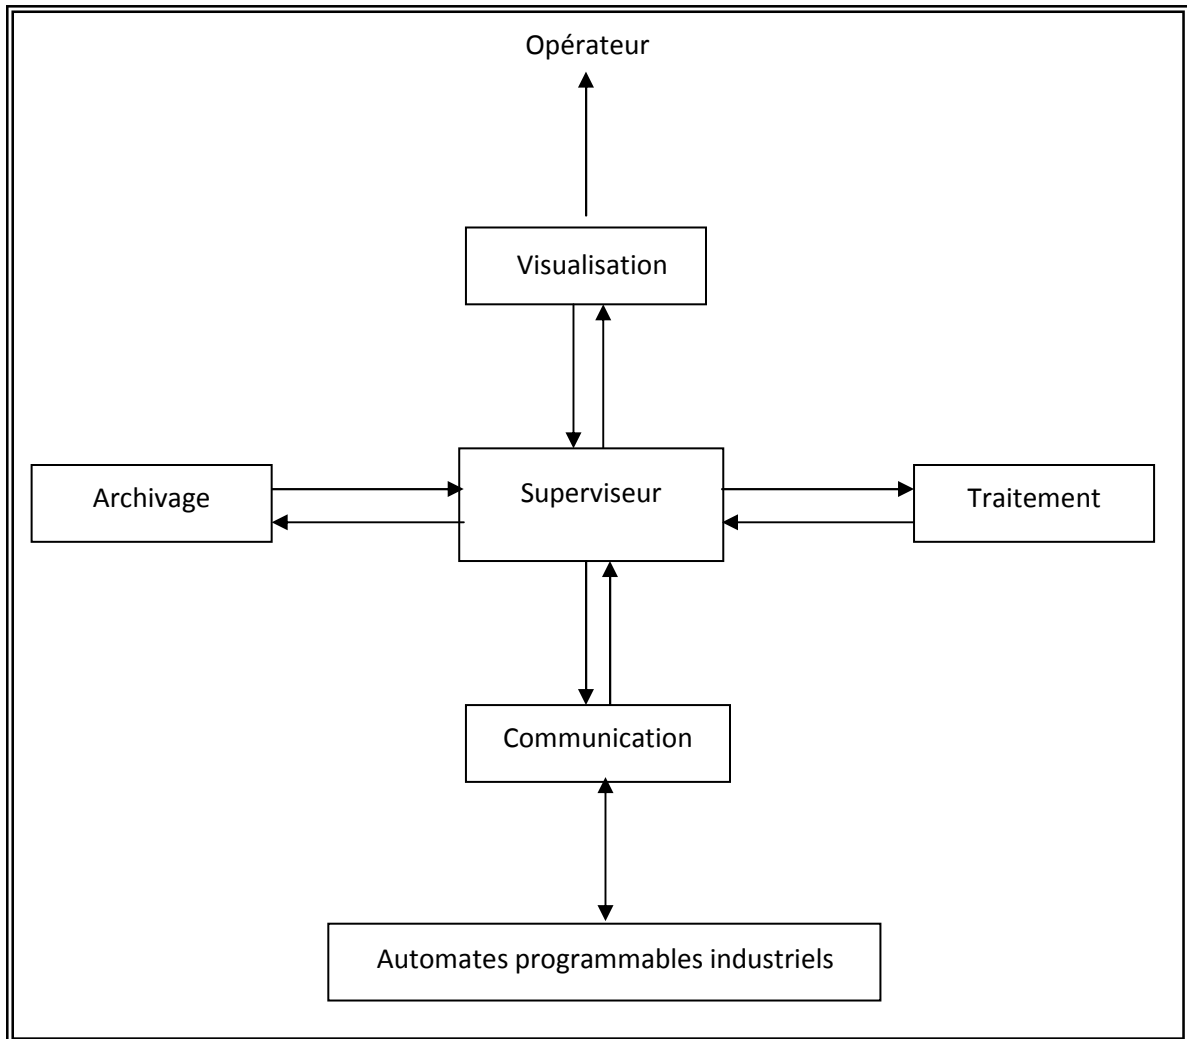 Opérateur
Visualisation
Archivage
Superviseur
Traitement
Communication
Automates programmables industriels